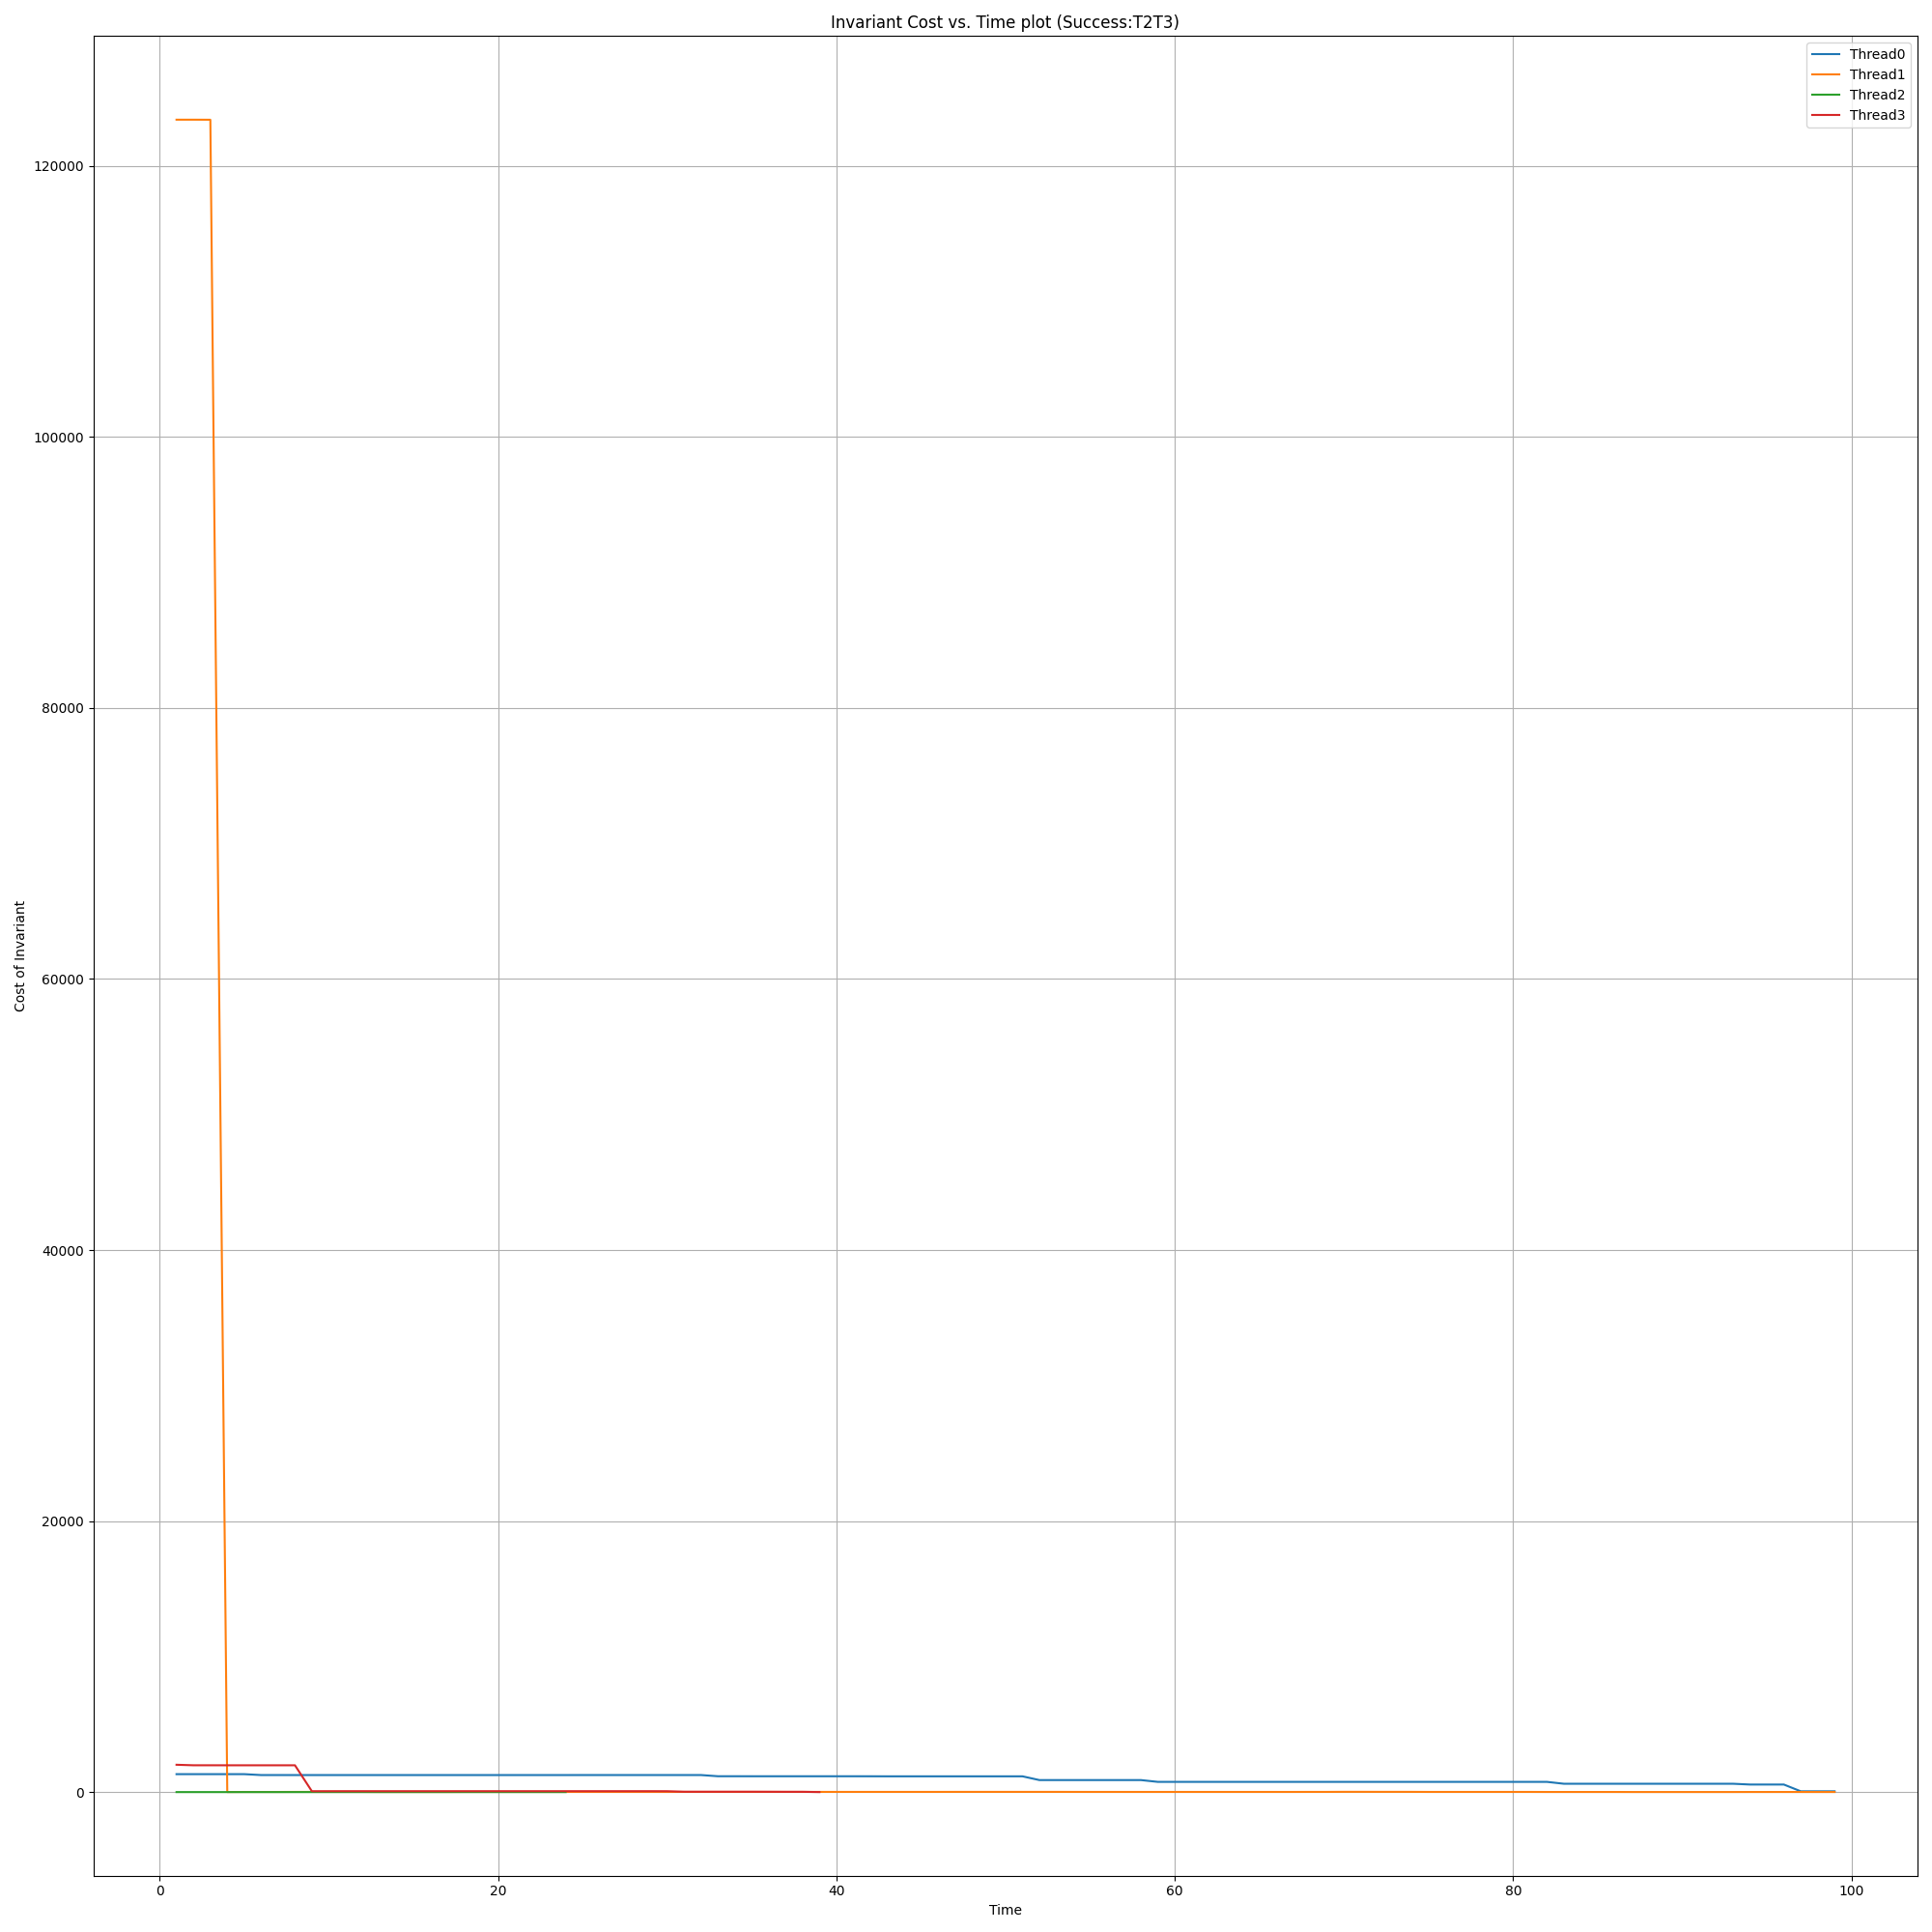 Invariant Cost vs. Time plot (Success:T2T3)
Thread0
Thread1
Thread2
Thread3
120000
100000
80000
60000
40000
20000
0
Cost of Invariant
0 20 40 60 80 100
Time